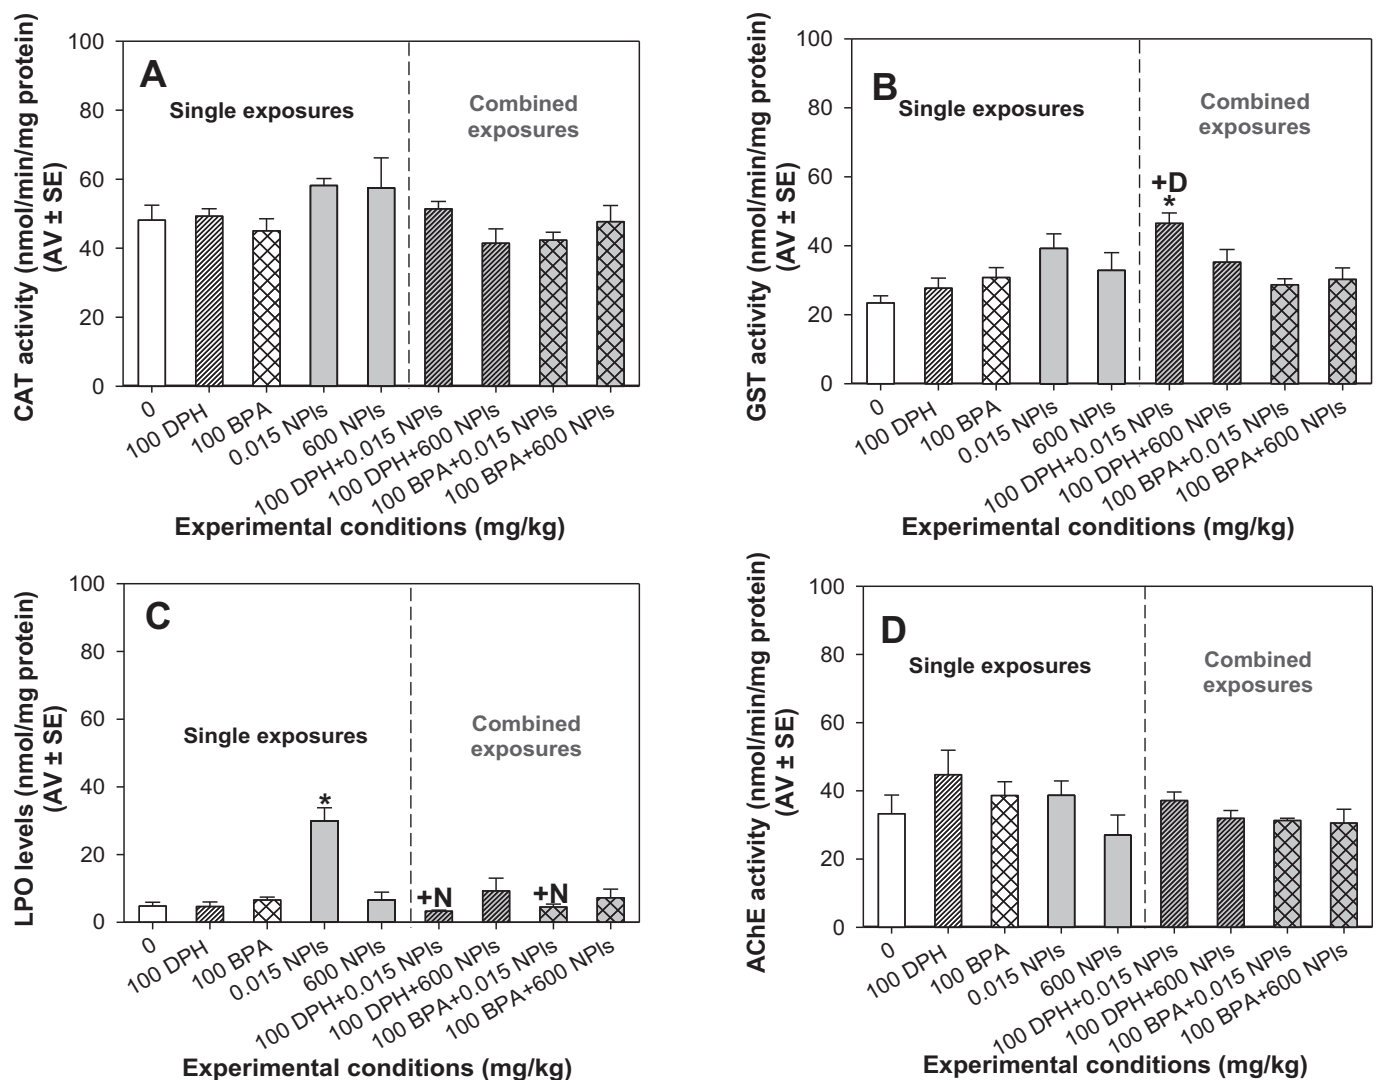 A
Single exposures
Combined
exposures
CAT activity (nmol/min/mg protein)
(AV ± SE)
100
80
60
40
20
0
0
100 DPH
100 BPA
0.015 NPls
600 NPls
100 DPH+0.015 NPls
100 DPH+600 NPls
100 BPA+0.015 NPls
100 BPA+600 NPls
Experimental conditions (mg/kg)
B
Single exposures
Combined
exposures
GST activity (nmol/min/mg protein)
(AV ± SE)
100
80
60
40
20
0
+D
*
0
100 DPH
100 BPA
0.015 NPls
600 NPls
100 DPH+0.015 NPls
100 DPH+600 NPls
100 BPA+0.015 NPls
100 BPA+600 NPls
Experimental conditions (mg/kg)
C
Single exposures
Combined
exposures
LPO levels (nmol/mg protein)
(AV ± SE)
100
80
60
40
20
0
*
+N
+N
0
100 DPH
100 BPA
0.015 NPls
600 NPls
100 DPH+0.015 NPls
100 DPH+600 NPls
100 BPA+0.015 NPls
100 BPA+600 NPls
Experimental conditions (mg/kg)
D
Single exposures
Combined
exposures
AChE activity (nmol/min/mg protein)
(AV ± SE)
100
80
60
40
20
0
0
100 DPH
100 BPA
0.015 NPls
600 NPls
100 DPH+0.015 NPls
100 DPH+600 NPls
100 BPA+0.015 NPls
100 BPA+600 NPls
Experimental conditions (mg/kg)